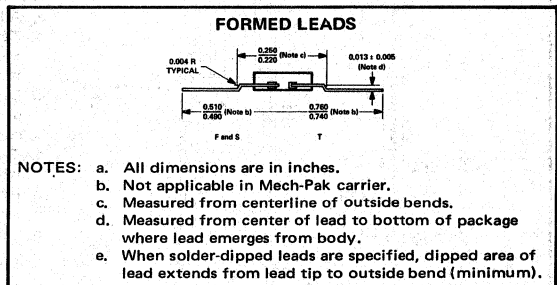 FORMED LEADS
0.250
0.220 (Note c)
0.004 R
TYPICAL
0.013 ± 0.005
(Note d)
0.510
0.490 (Note b)
0.760
0.740 (Note b)
F and S
T
NOTES: a. All dimensions are in inches.
b. Not applicable in Mech-Pak carrier.
c. Measured from centerline of outside bends.
d. Measured from center of lead to bottom of package
where lead emerges from body.
e. When solder-dipped leads are specified, dipped area of
lead extends from lead tip to outside bend (minimum).